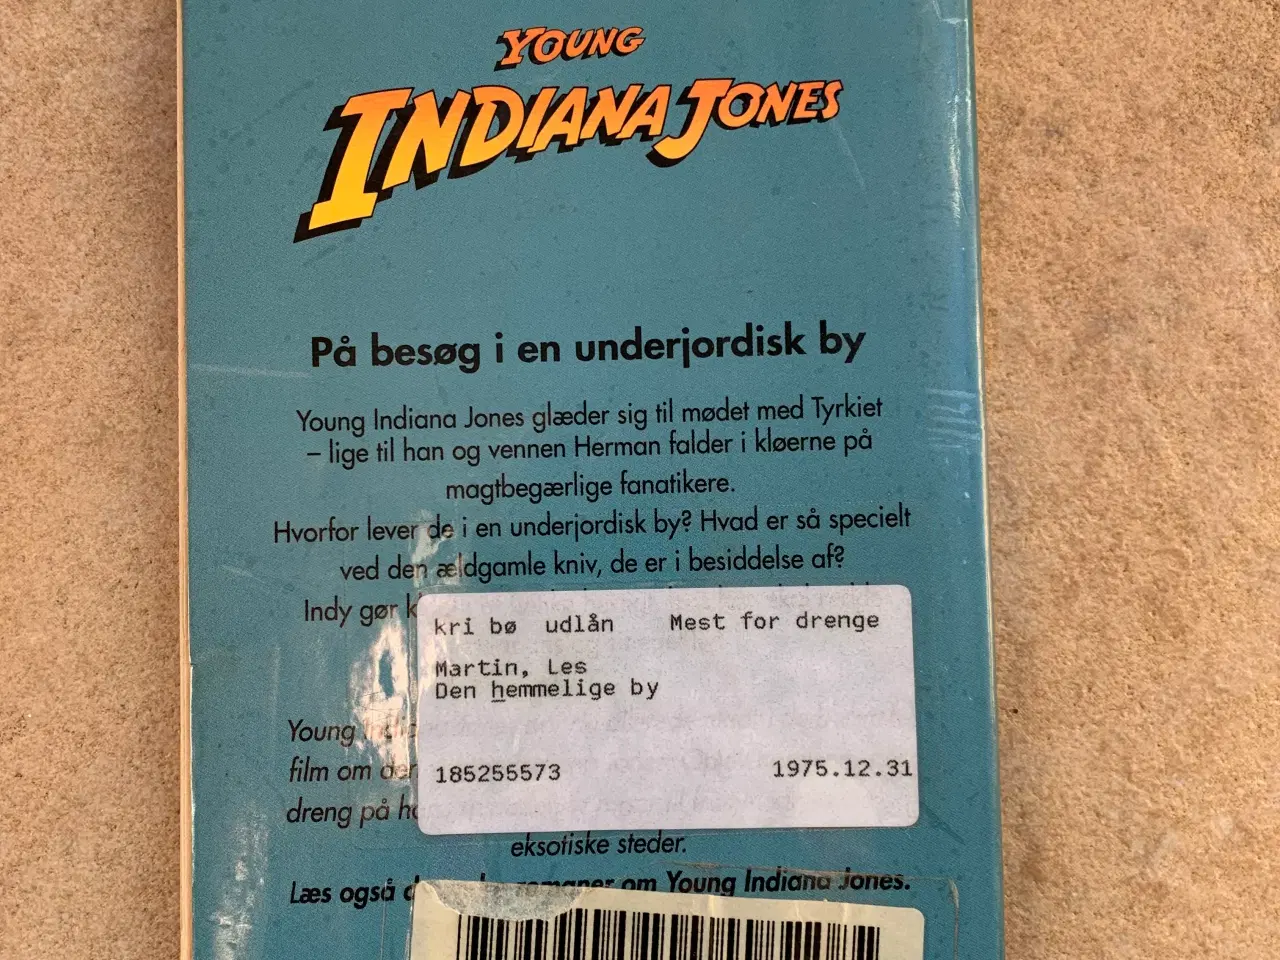 YOUNG
INDIANA JONES
På besøg i en underjordisk by
Young Indiana Jones glæder sig til mødet med Tyrkiet
– lige til han og vennen Herman falder i kløerne på
magtbegærlige fanatikere.
Hvorfor lever de i en underjordisk by? Hvad er så specielt
ved den ældgamle kniv, de er i besiddelse af?
Indy gør
kri bø udlån Mest for drenge
Martin, Les
Den hemmelige by
Young
film om
185255573 1975.12.31
dreng på
eksotiske steder.
Læs også romaner om Young Indiana Jones.